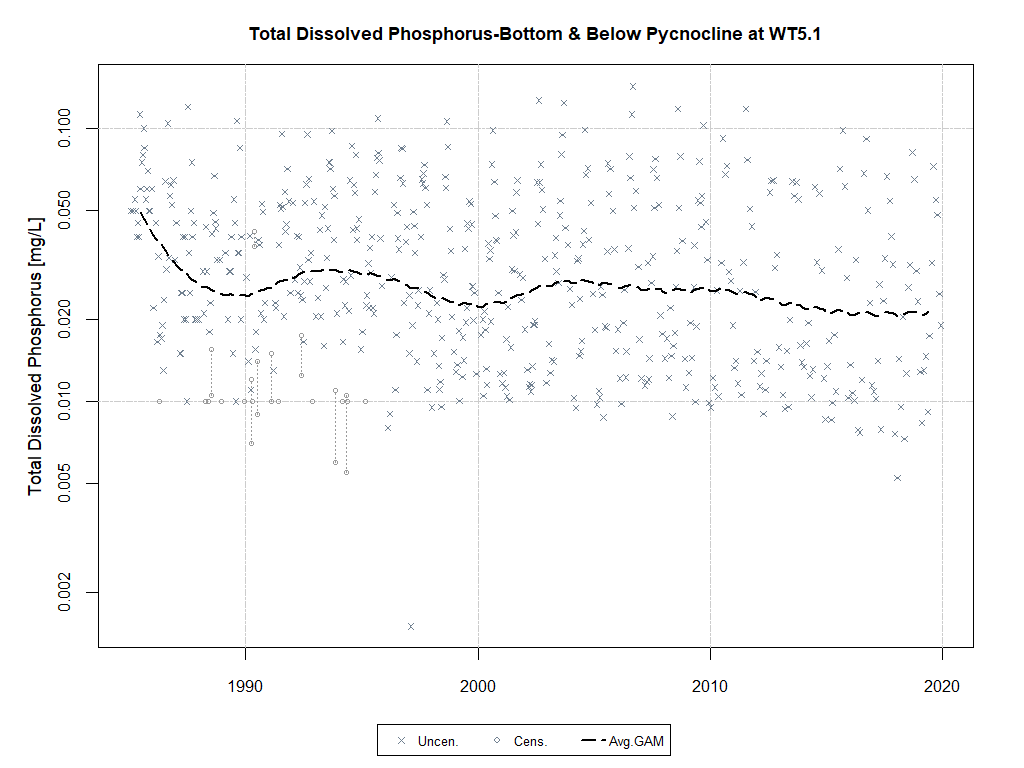 Total Dissolved Phosphorus-Bottom & Below Pycnocline at WT5.1
Total Dissolved Phosphorus [mg/L]
0.100
0.050
0.020
0.010
0.005
0.002
1990 2000 2010 2020
Uncen. Cens. Avg.GAM